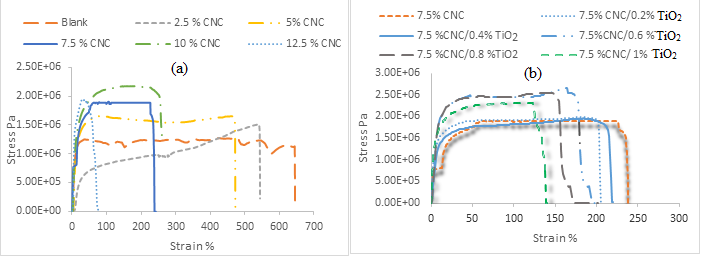 Blank 2.5 % CNC 5% CNC
7.5 % CNC 10 % CNC 12.5 % CNC
(a)
Stress Pa
2.50E+06
2.00E+06
1.50E+06
1.00E+06
5.00E+05
0.00E+00
0 100 200 300 400 500 600 700
Strain %
7.5% CNC 7.5% CNC/0.2% TiO2
7.5 %CNC/0.4% TiO2 7.5%CNC/0.6 %TiO2
7.5 %CNC/0.8 %TiO2 7.5 %CNC/ 1% TiO2
(b)
Stress Pa
3.00E+06
2.50E+06
2.00E+06
1.50E+06
1.00E+06
5.00E+05
0.00E+00
0 50 100 150 200 250 300
Strain %